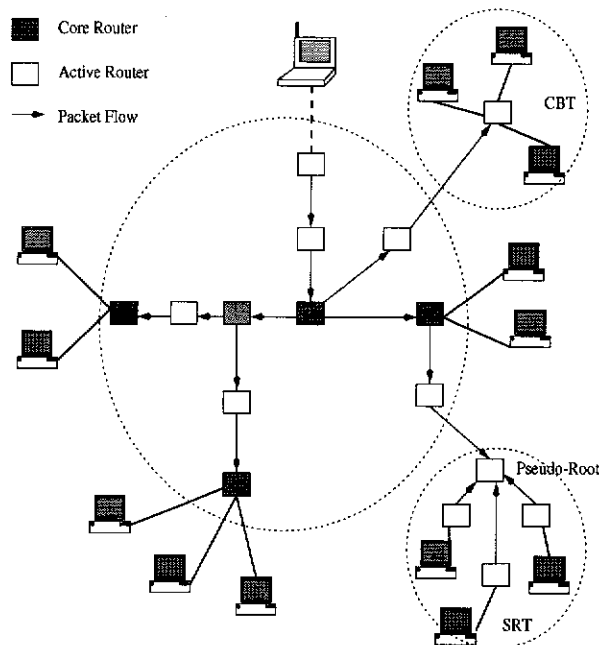 Core Router
Active Router
Packet Flow
CBT
Pseudo-Root
SRT